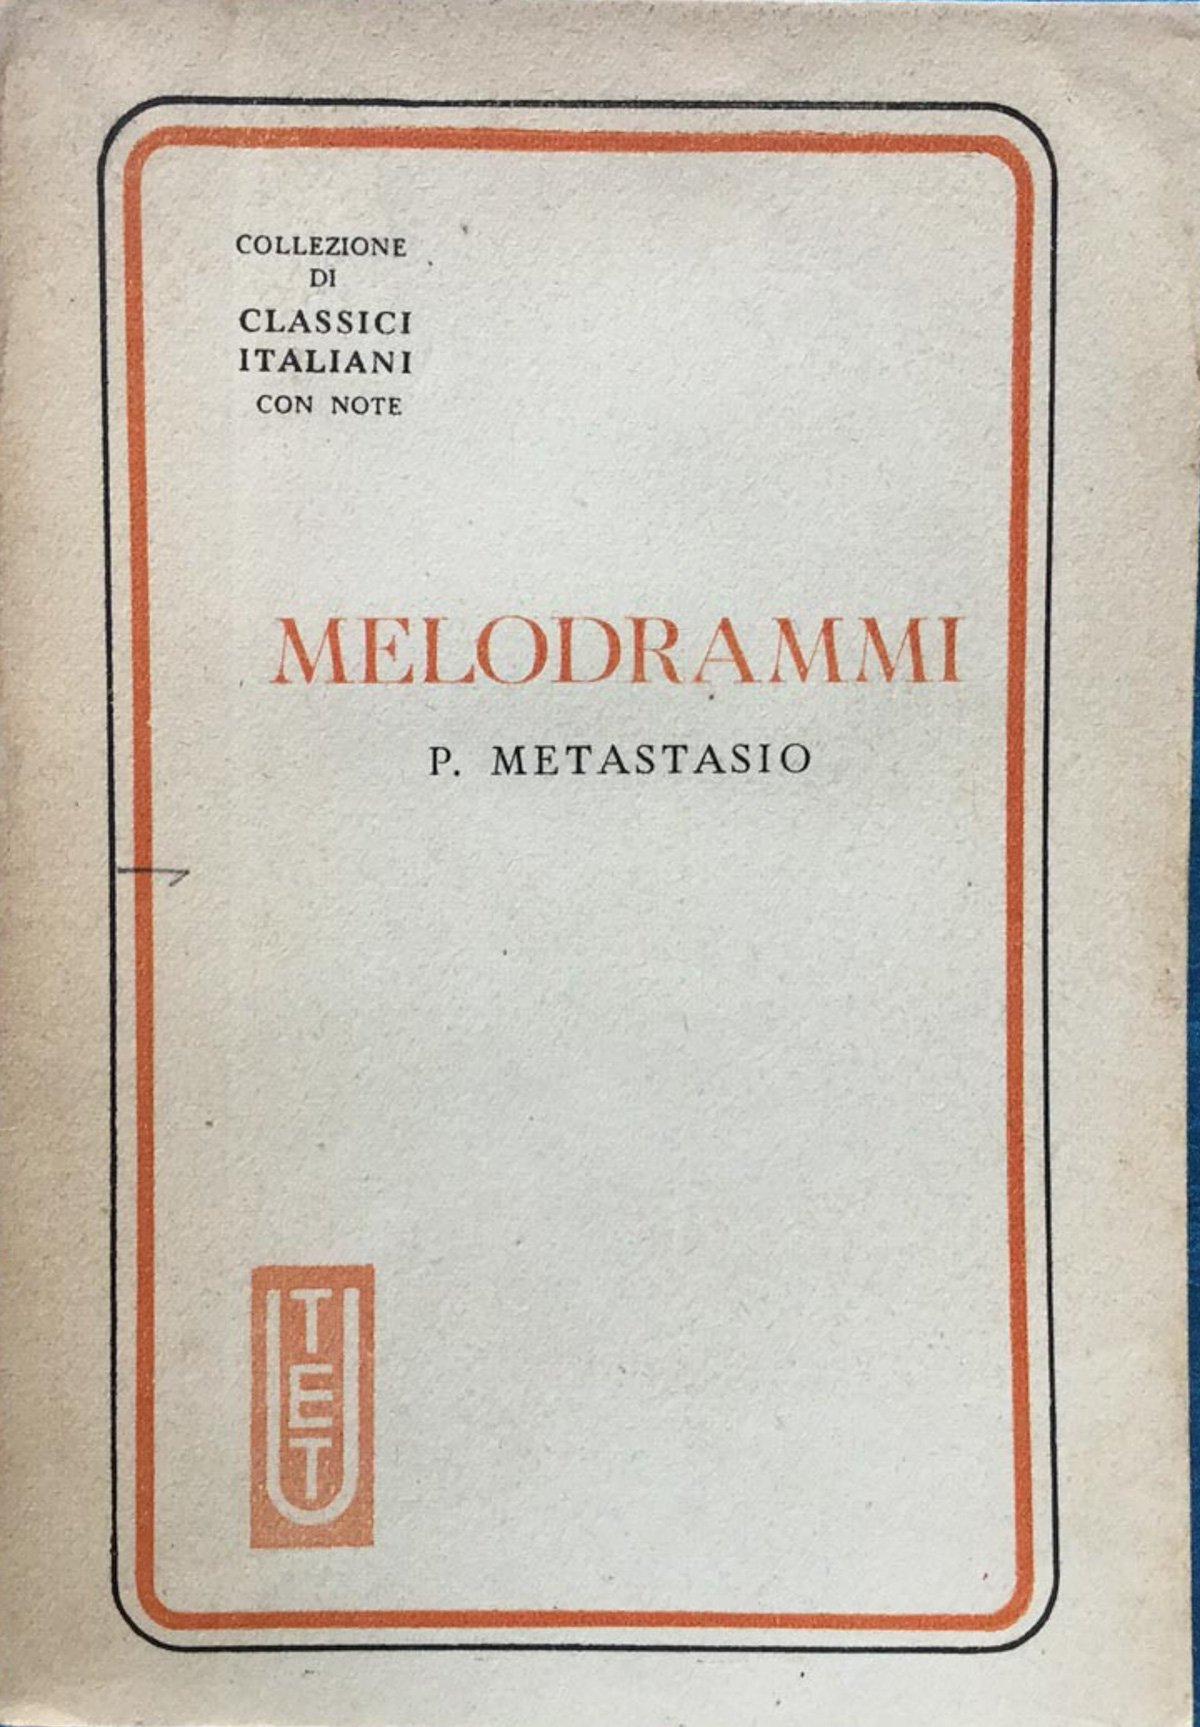 COLLEZIONE
DI
CLASSICI
ITALIANI
CON NOTE
MELODRAMMI
P. METASTASIO
UTET